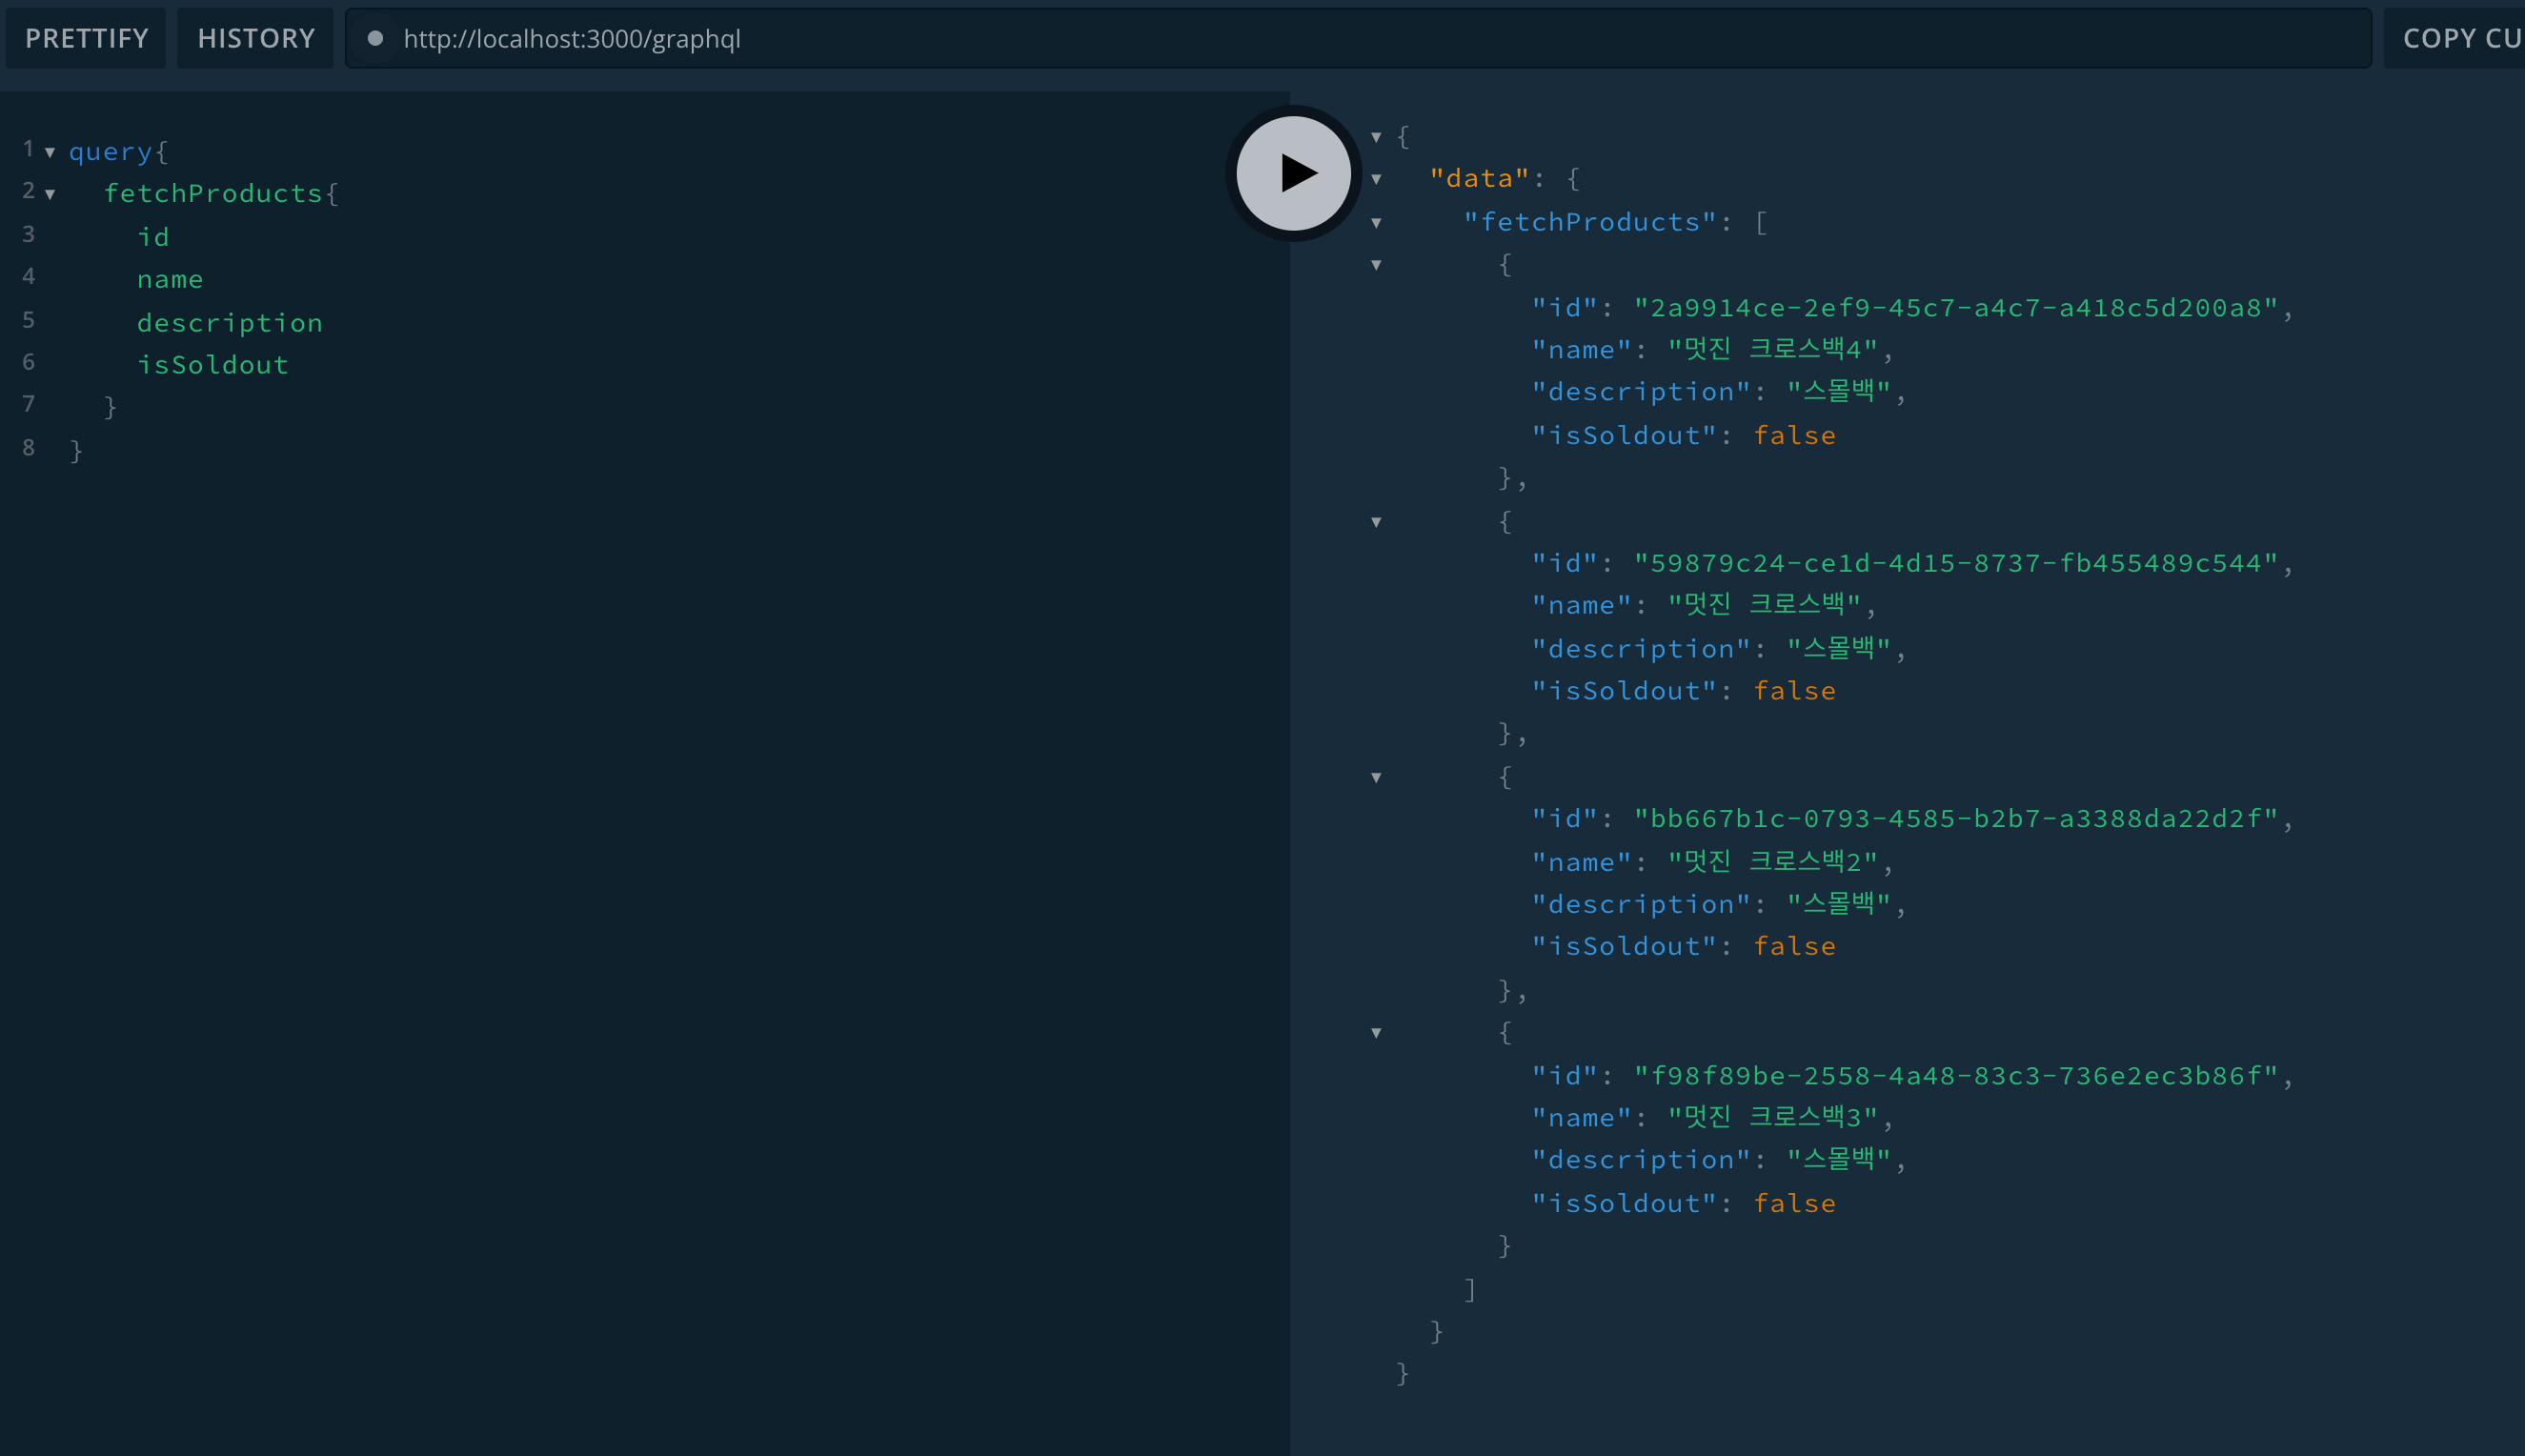 PRETTIFY HISTORY http://localhost:3000/graphql COPY CU
1 query{
2 fetchProducts{
3 id
4 name
5 description
6 isSoldout
7 }
8 }
{
"data": {
"fetchProducts": [
{
"id": "2a9914ce-2ef9-45c7-a4c7-a418c5d200a8",
"name": "멋진 크로스백4",
"description": "스몰백",
"isSoldout": false
},
{
"id": "59879c24-ce1d-4d15-8737-fb455489c544",
"name": "멋진 크로스백",
"description": "스몰백",
"isSoldout": false
},
{
"id": "bb667b1c-0793-4585-b2b7-a3388da22d2f",
"name": "멋진 크로스백2",
"description": "스몰백",
"isSoldout": false
},
{
"id": "f98f89be-2558-4a48-83c3-736e2ec3b86f",
"name": "멋진 크로스백3",
"description": "스몰백",
"isSoldout": false
}
]
}
}